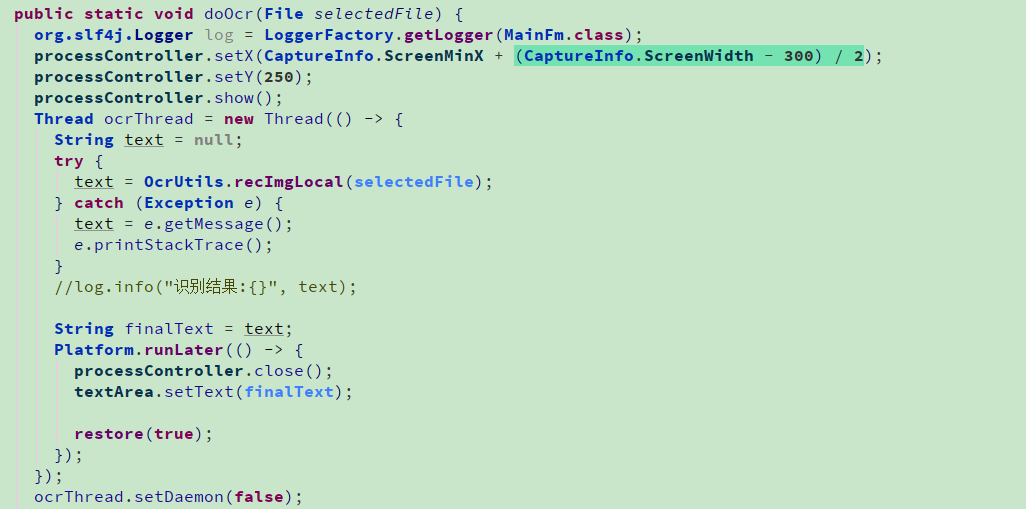 public static void doOcr(File selectedFile) {
org.slf4j.Logger log = LoggerFactory.getLogger(MainFm.class);
processController.setX(CaptureInfo.ScreenMinX + (CaptureInfo.ScreenWidth - 300) / 2);
processController.setY(250);
processController.show();
Thread ocrThread = new Thread(() -> {
String text = null;
try {
text = OcrUtils.recImgLocal(selectedFile);
} catch (Exception e) {
text = e.getMessage();
e.printStackTrace();
}
//log.info("识别结果:{}", text);
String finalText = text;
Platform.runLater(() -> {
processController.close();
textArea.setText(finalText);
restore(true);
});
});
ocrThread.setDaemon(false);